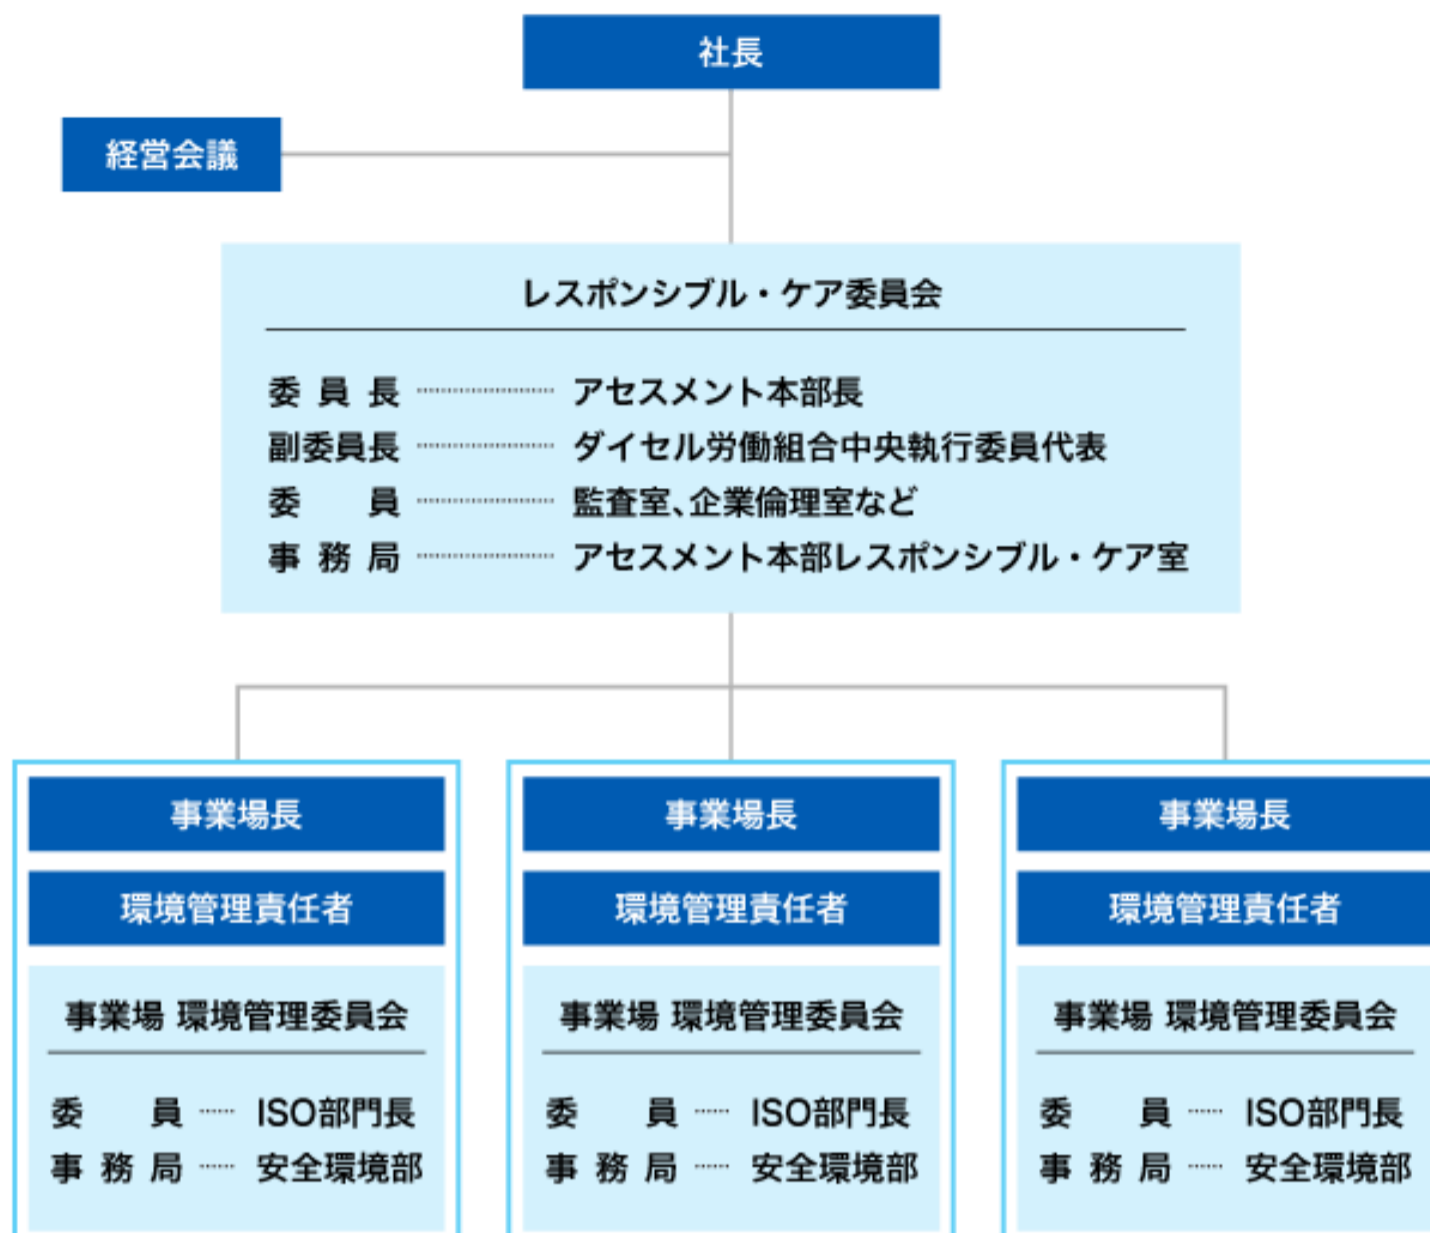 社長
経営会議
レスポンシブル・ケア委員会
委員長 アセスメント本部長
副委員長 ダイセル労働組合中央執行委員代表
委員 監査室、企業倫理室など
事務局 アセスメント本部レスポンシブル・ケア室
事業場長
環境管理責任者
事業場 環境管理委員会
委員 ISO部門長
事務局 安全環境部
事業場長
環境管理責任者
事業場 環境管理委員会
委員 ISO部門長
事務局 安全環境部
事業場長
環境管理責任者
事業場 環境管理委員会
委員 ISO部門長
事務局 安全環境部